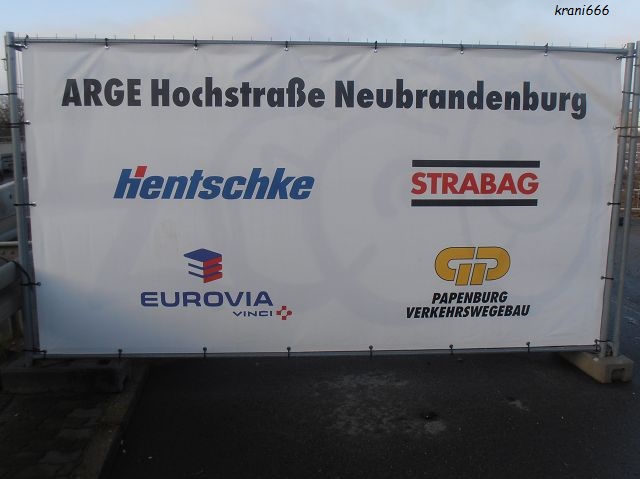 krani666
ARGE Hochstraße Neubrandenburg
Hentschke
STRABAG
EUROVIA
VINCI
PAPENBURG
VERKEHRSWEGEBAU